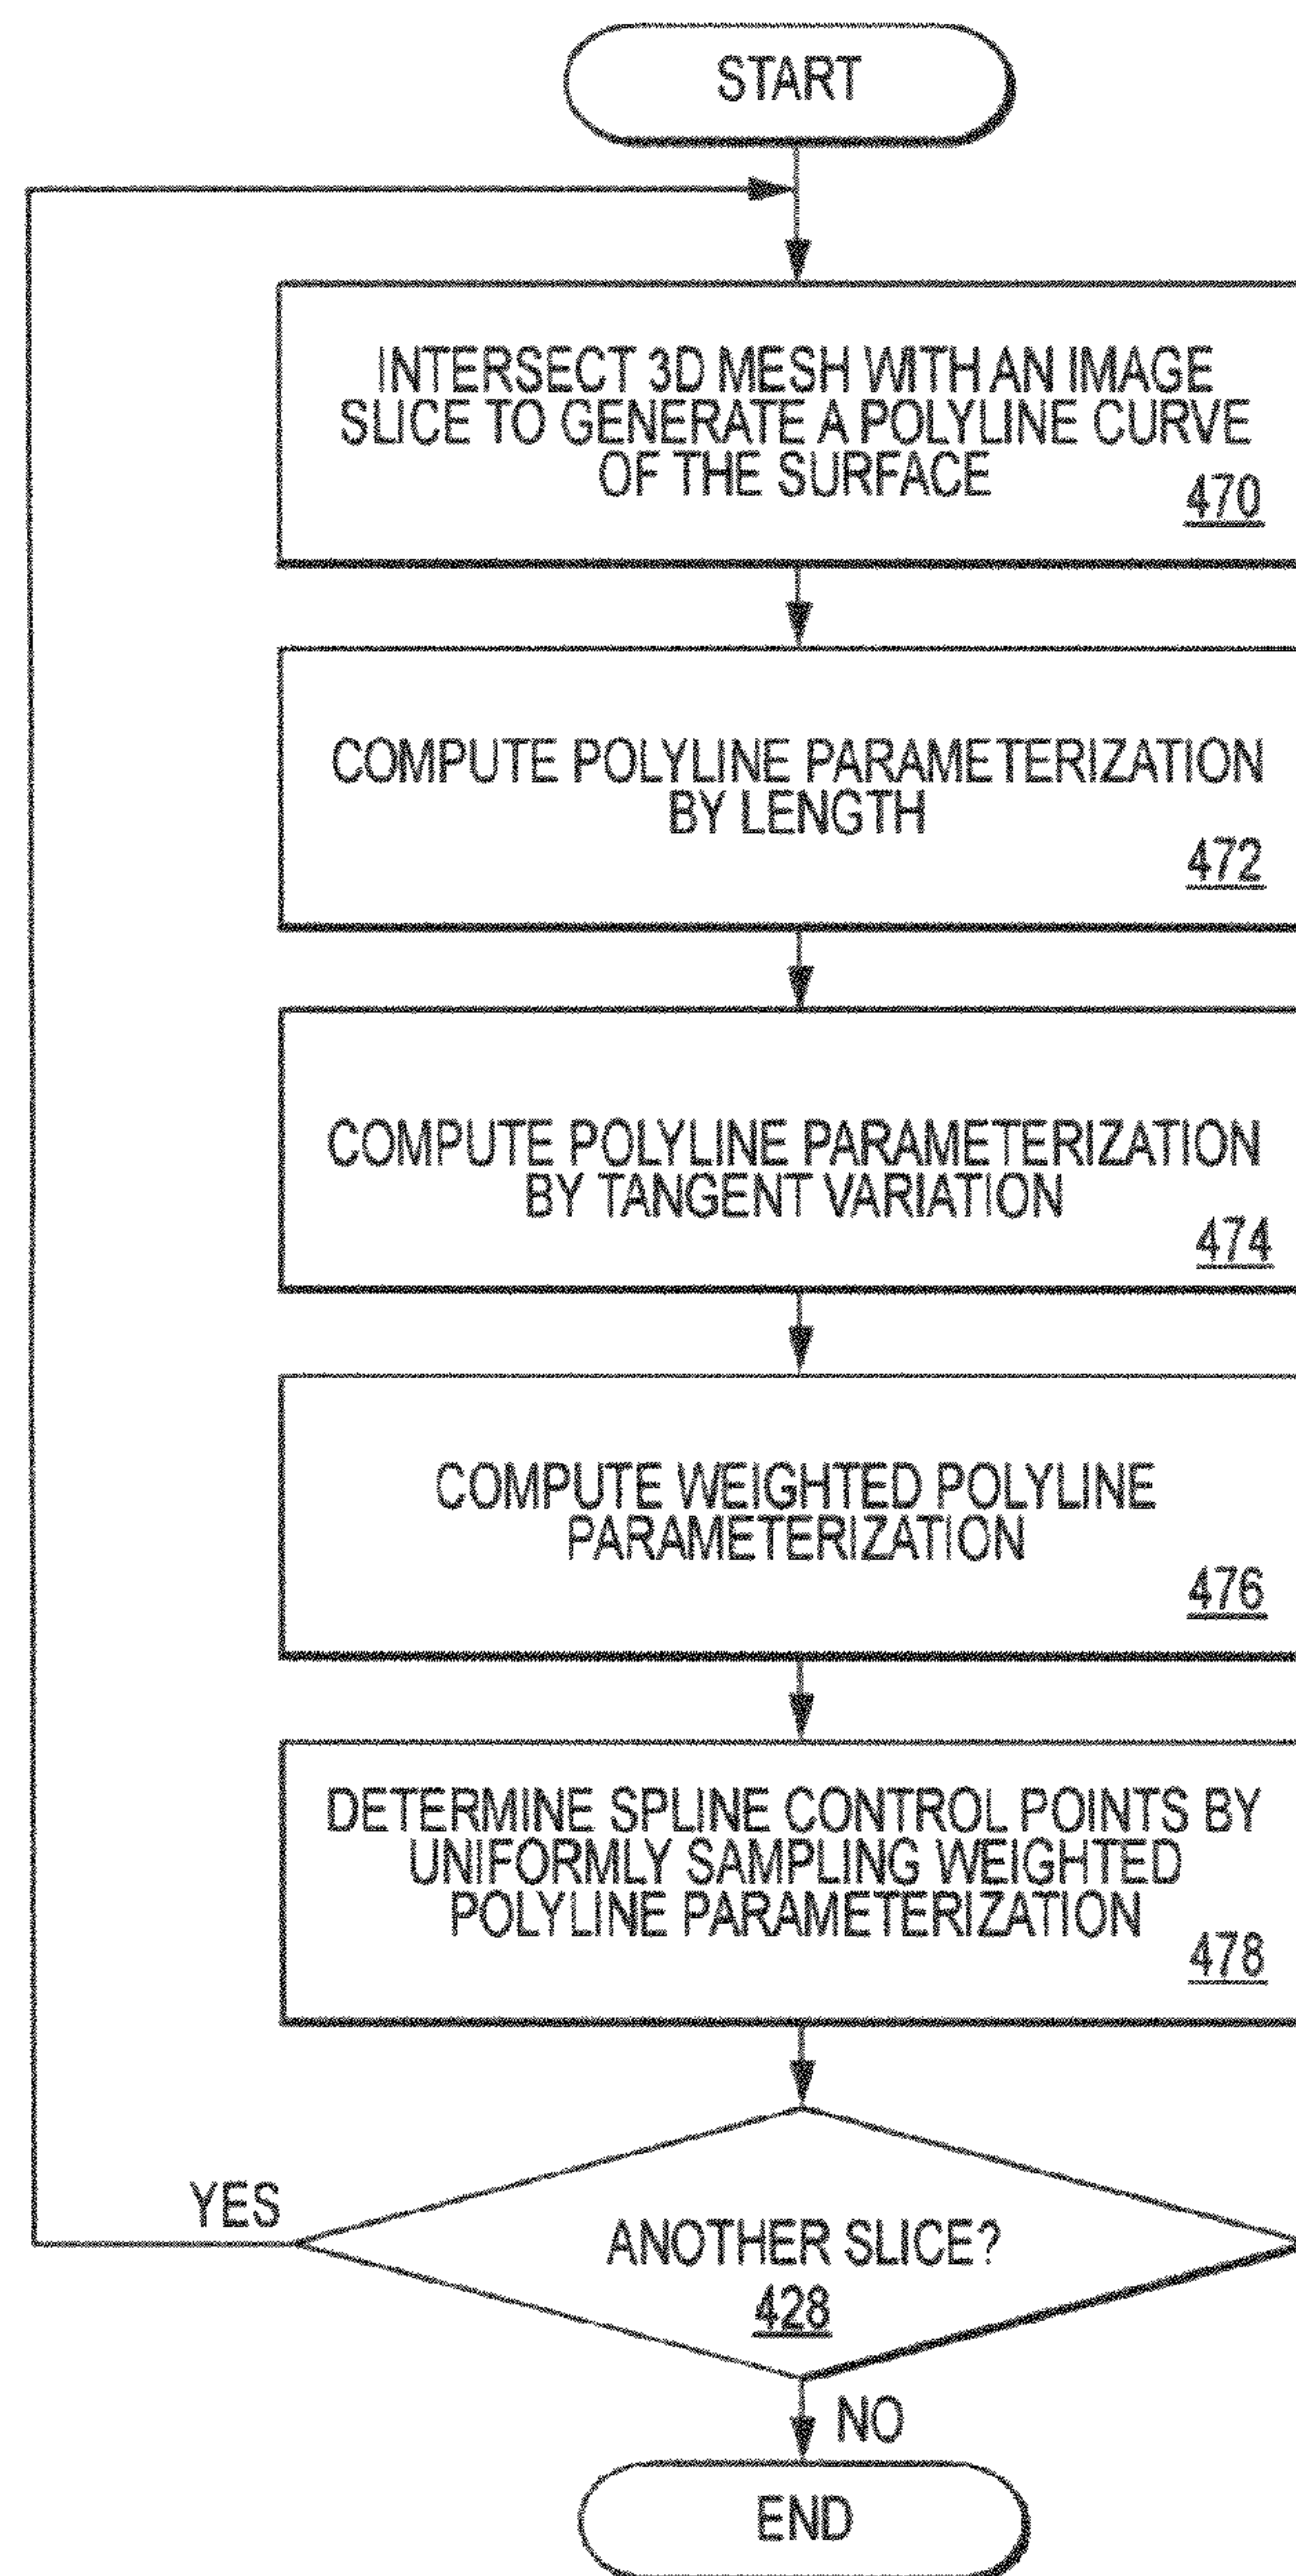 START
INTERSECT 3D MESH WITH AN IMAGE
SLICE TO GENERATE A POLYLINE CURVE
OF THE SURFACE
470
COMPUTE POLYLINE PARAMETERIZATION
BY LENGTH
472
COMPUTE POLYLINE PARAMETERIZATION
BY TANGENT VARIATION
474
COMPUTE WEIGHTED POLYLINE
PARAMETERIZATION
476
DETERMINE SPLINE CONTROL POINTS BY
UNIFORMLY SAMPLING WEIGHTED
POLYLINE PARAMETERIZATION
478
YES
ANOTHER SLICE?
428
NO
END